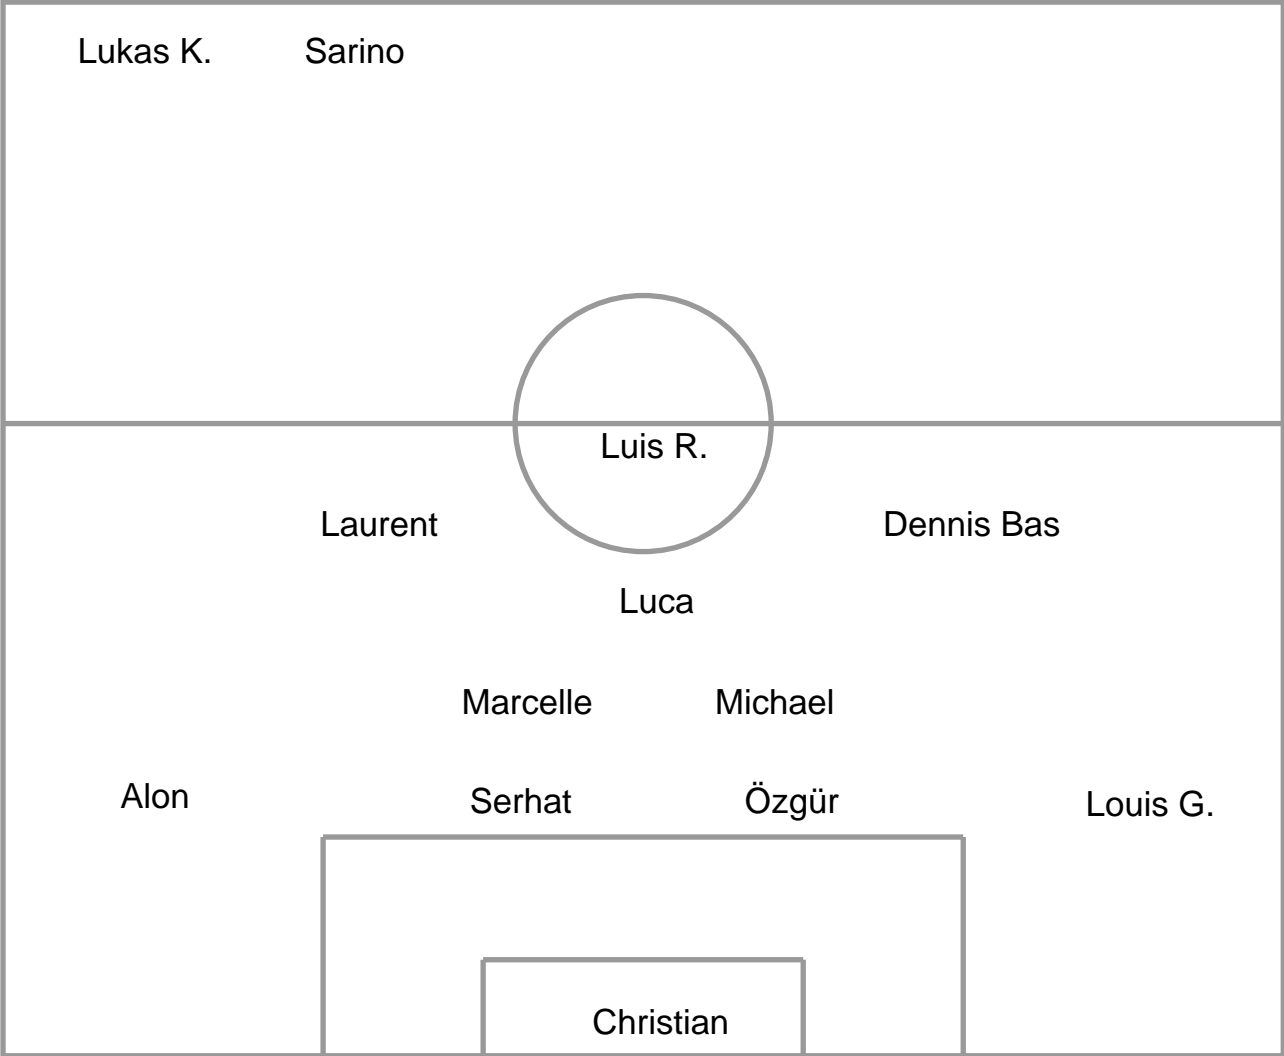 Lukas K. Sarino
Luis R.
Laurent Dennis Bas
Luca
Marcelle Michael
Alon Serhat Özgür Louis G.
Christian